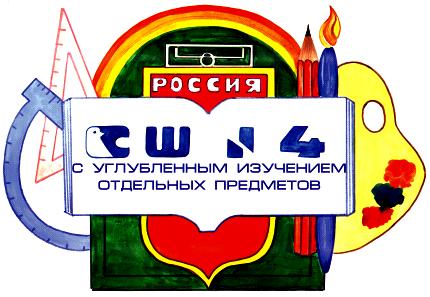 РОССИЯ
СШ N 4
С УГЛУБЛЕННЫМ ИЗУЧЕНИЕМ
ОТДЕЛЬНЫХ ПРЕДМЕТОВ